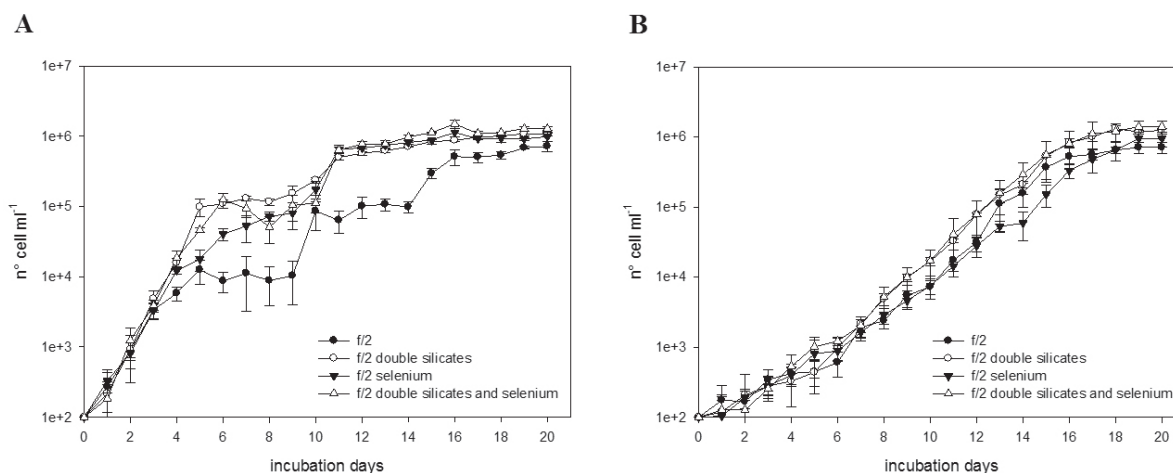 A
B
1e+7
1e+6
1e+5
1e+4
1e+3
1e+2
n° cell ml⁻¹
f/2
f/2 double silicates
f/2 selenium
f/2 double silicates and selenium
0 2 4 6 8 10 12 14 16 18 20
incubation days
1e+7
1e+6
1e+5
1e+4
1e+3
1e+2
n° cell ml⁻¹
f/2
f/2 double silicates
f/2 selenium
f/2 double silicates and selenium
0 2 4 6 8 10 12 14 16 18 20
incubation days